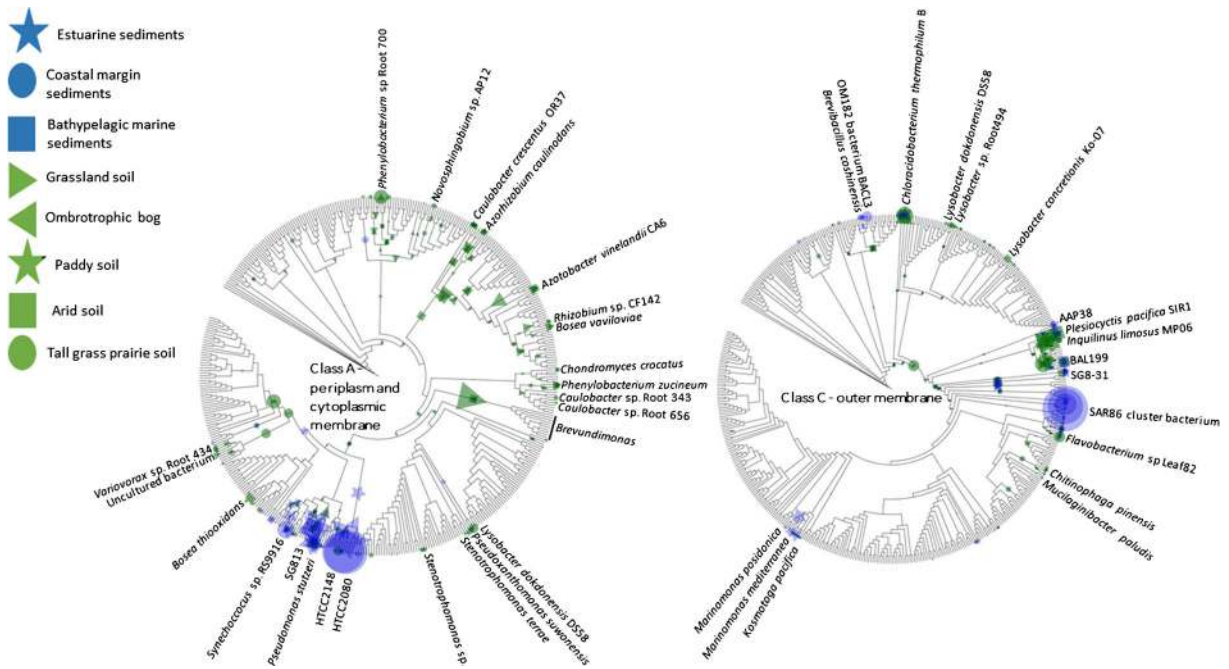 Estuarine sediments
Coastal margin
sediments
Bathypelagic marine
sediments
Grassland soil
Ombrotrophic bog
Paddy soil
Arid soil
Tall grass prairie soil
Class A -
periplasm and
cytoplasmic
membrane
Phenylobacterium sp Root 700
Novosphingobium sp. AP12
Caulobacter crescentus OR37
Azorhizobium caulinodans
Azotobacter vinelandii CA6
Rhizobium sp. CF142
Bosea vaviloviae
Chondromyces crocatus
Phenylobacterium zucineum
Caulobacter sp. Root 343
Caulobacter sp. Root 656
Brevundimonas
Lysobacter dokdonensis DS58
Pseudoxanthomonas suwonensis
Stenotrophomonas terrae
Stenotrophomonas sp.
HTCC2080
HTCC2148
Pseudomonas stutzeri
SG813
Synechococcus sp. RS9916
Bosea thiooxidans
Uncultured bacterium
Variovorax sp. Root 434
Class C - outer membrane
Brevibacillus coshinensis
OM182 bacterium BACL3
Chloracidobacterium thermophilum B
Lysobacter dokdonensis DS58
Lysobacter sp. Root494
Lysobacter concretionis Ko-07
AAP38
Plesiocyctis pacifica SIR1
Inquilinus limosus MP06
BAL199
SG8-31
SAR86 cluster bacterium
Flavobacterium sp Leaf82
Chitinophaga pinensis
Mucilaginibacter paludis
Kosmotoga pacifica
Marinomonas mediterranea
Marinomonas posidonica